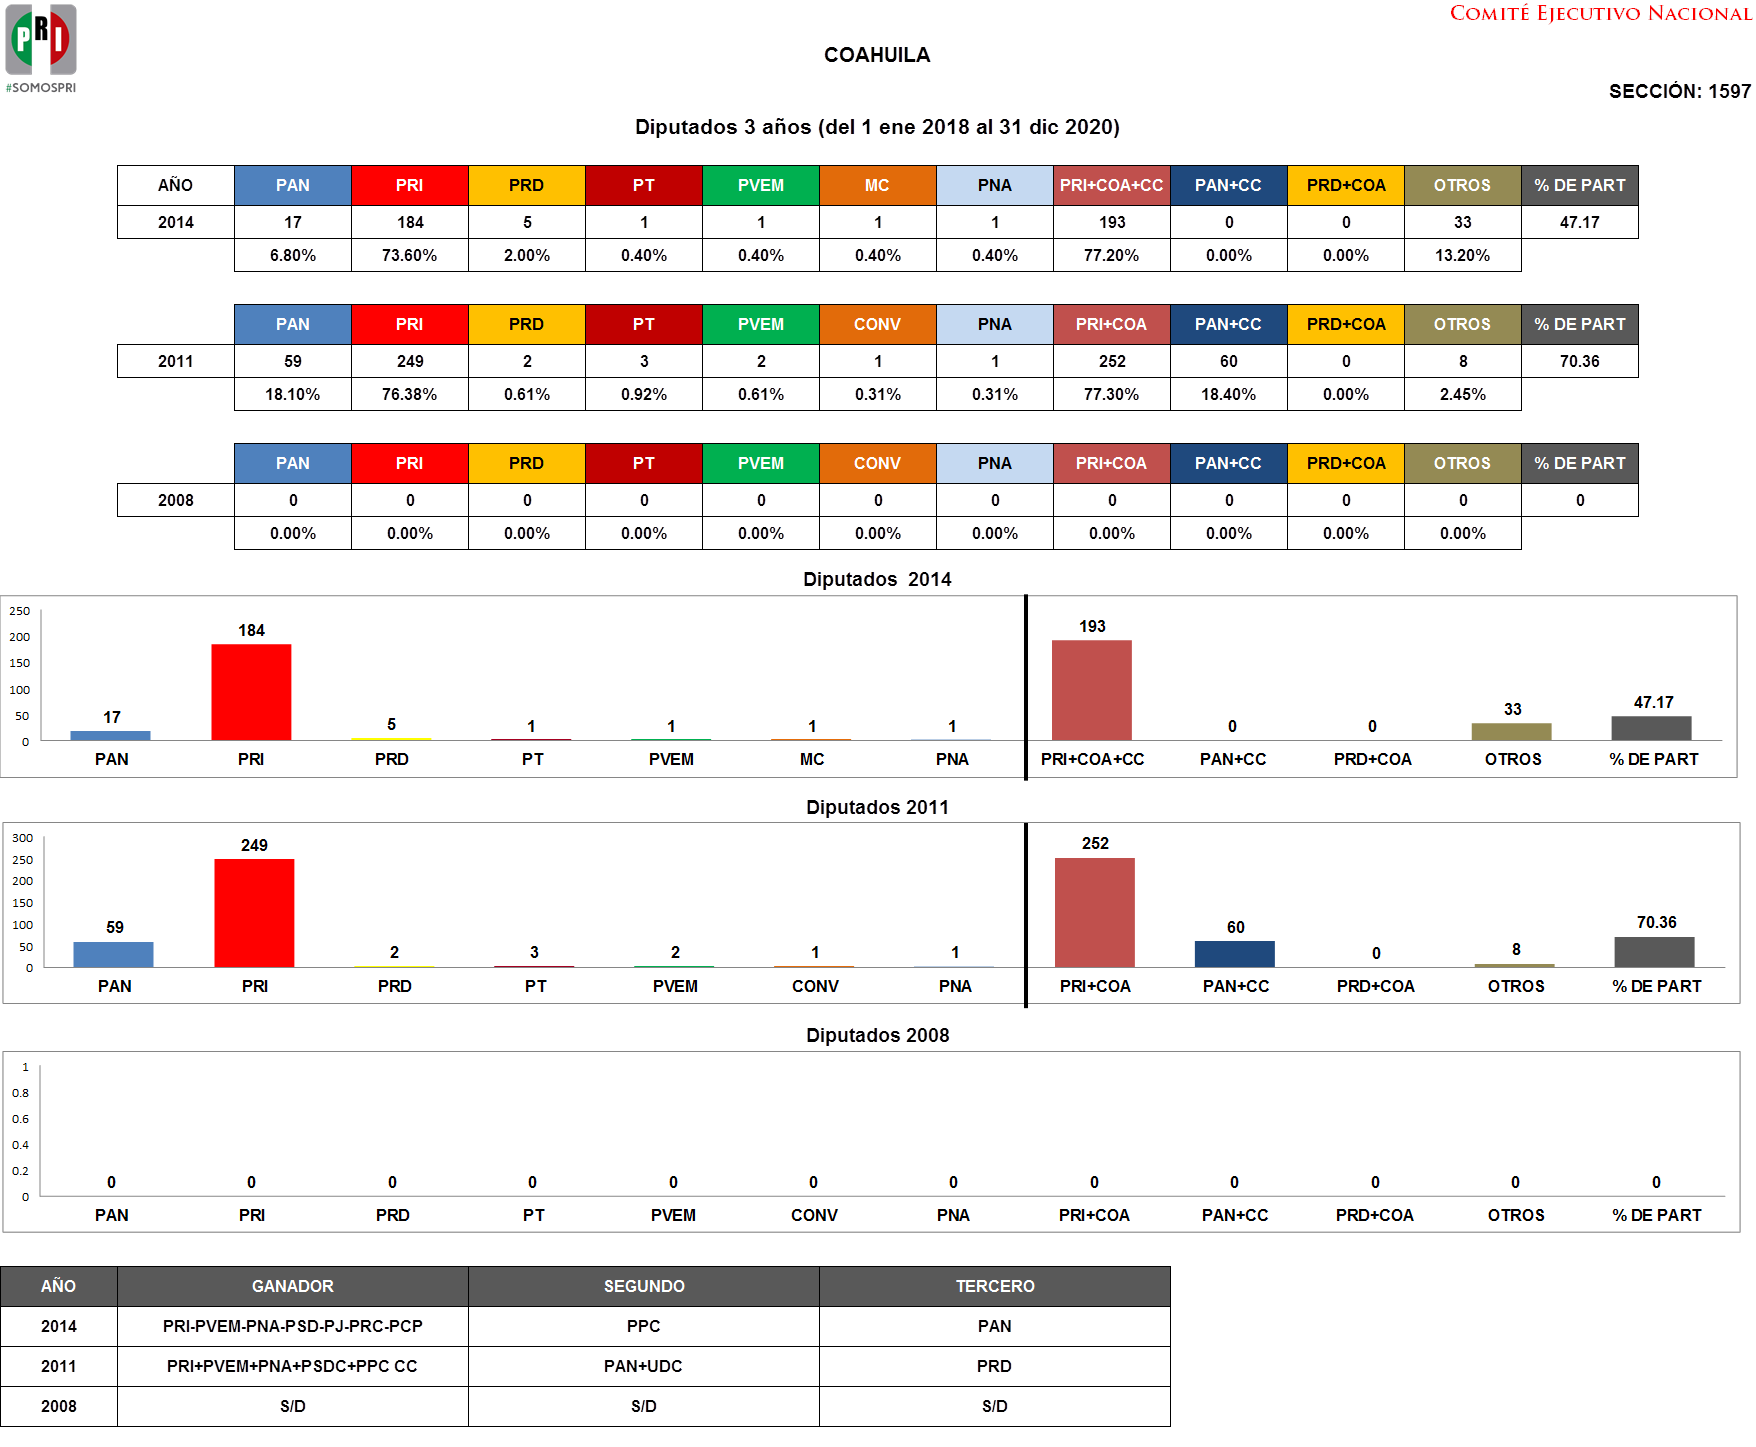 PRI
#SOMOSPRI
COMITÉ EJECUTIVO NACIONAL
COAHUILA
SECCIÓN: 1597
Diputados 3 años (del 1 ene 2018 al 31 dic 2020)
AÑO PAN PRI PRD PT PVEM MC PNA PRI+COA+CC PAN+CC PRD+COA OTROS % DE PART
2014 17 184 5 1 1 1 1 193 0 0 33 47.17
6.80% 73.60% 2.00% 0.40% 0.40% 0.40% 0.40% 77.20% 0.00% 0.00% 13.20%
PAN PRI PRD PT PVEM CONV PNA PRI+COA PAN+CC PRD+COA OTROS % DE PART
2011 59 249 2 3 2 1 1 252 60 0 8 70.36
18.10% 76.38% 0.61% 0.92% 0.61% 0.31% 0.31% 77.30% 18.40% 0.00% 2.45%
PAN PRI PRD PT PVEM CONV PNA PRI+COA PAN+CC PRD+COA OTROS % DE PART
2008 0 0 0 0 0 0 0 0 0 0 0 0
0.00% 0.00% 0.00% 0.00% 0.00% 0.00% 0.00% 0.00% 0.00% 0.00% 0.00%
Diputados 2014
250
200
150
100
50
0
17 184 5 1 1 1 1 193 0 0 33 47.17
PAN PRI PRD PT PVEM MC PNA PRI+COA+CC PAN+CC PRD+COA OTROS % DE PART
Diputados 2011
300
250
200
150
100
50
0
59 249 2 3 2 1 1 252 60 0 8 70.36
PAN PRI PRD PT PVEM CONV PNA PRI+COA PAN+CC PRD+COA OTROS % DE PART
Diputados 2008
1
0.8
0.6
0.4
0.2
0
0 0 0 0 0 0 0 0 0 0 0 0
PAN PRI PRD PT PVEM CONV PNA PRI+COA PAN+CC PRD+COA OTROS % DE PART
AÑO GANADOR SEGUNDO TERCERO
2014 PRI-PVEM-PNA-PSD-PJ-PRC-PCP PPC PAN
2011 PRI+PVEM+PNA+PSDC+PPC CC PAN+UDC PRD
2008 S/D S/D S/D